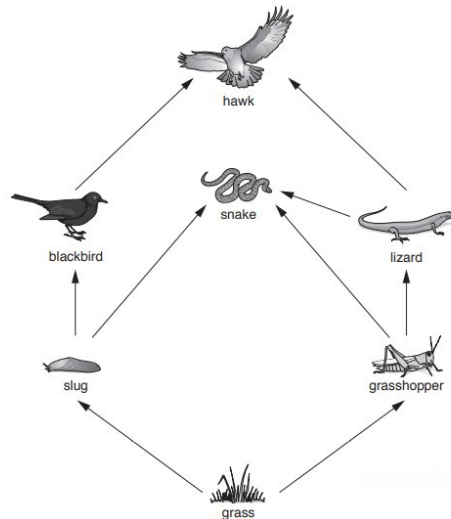 hawk
snake
blackbird
lizard
slug
grasshopper
grass